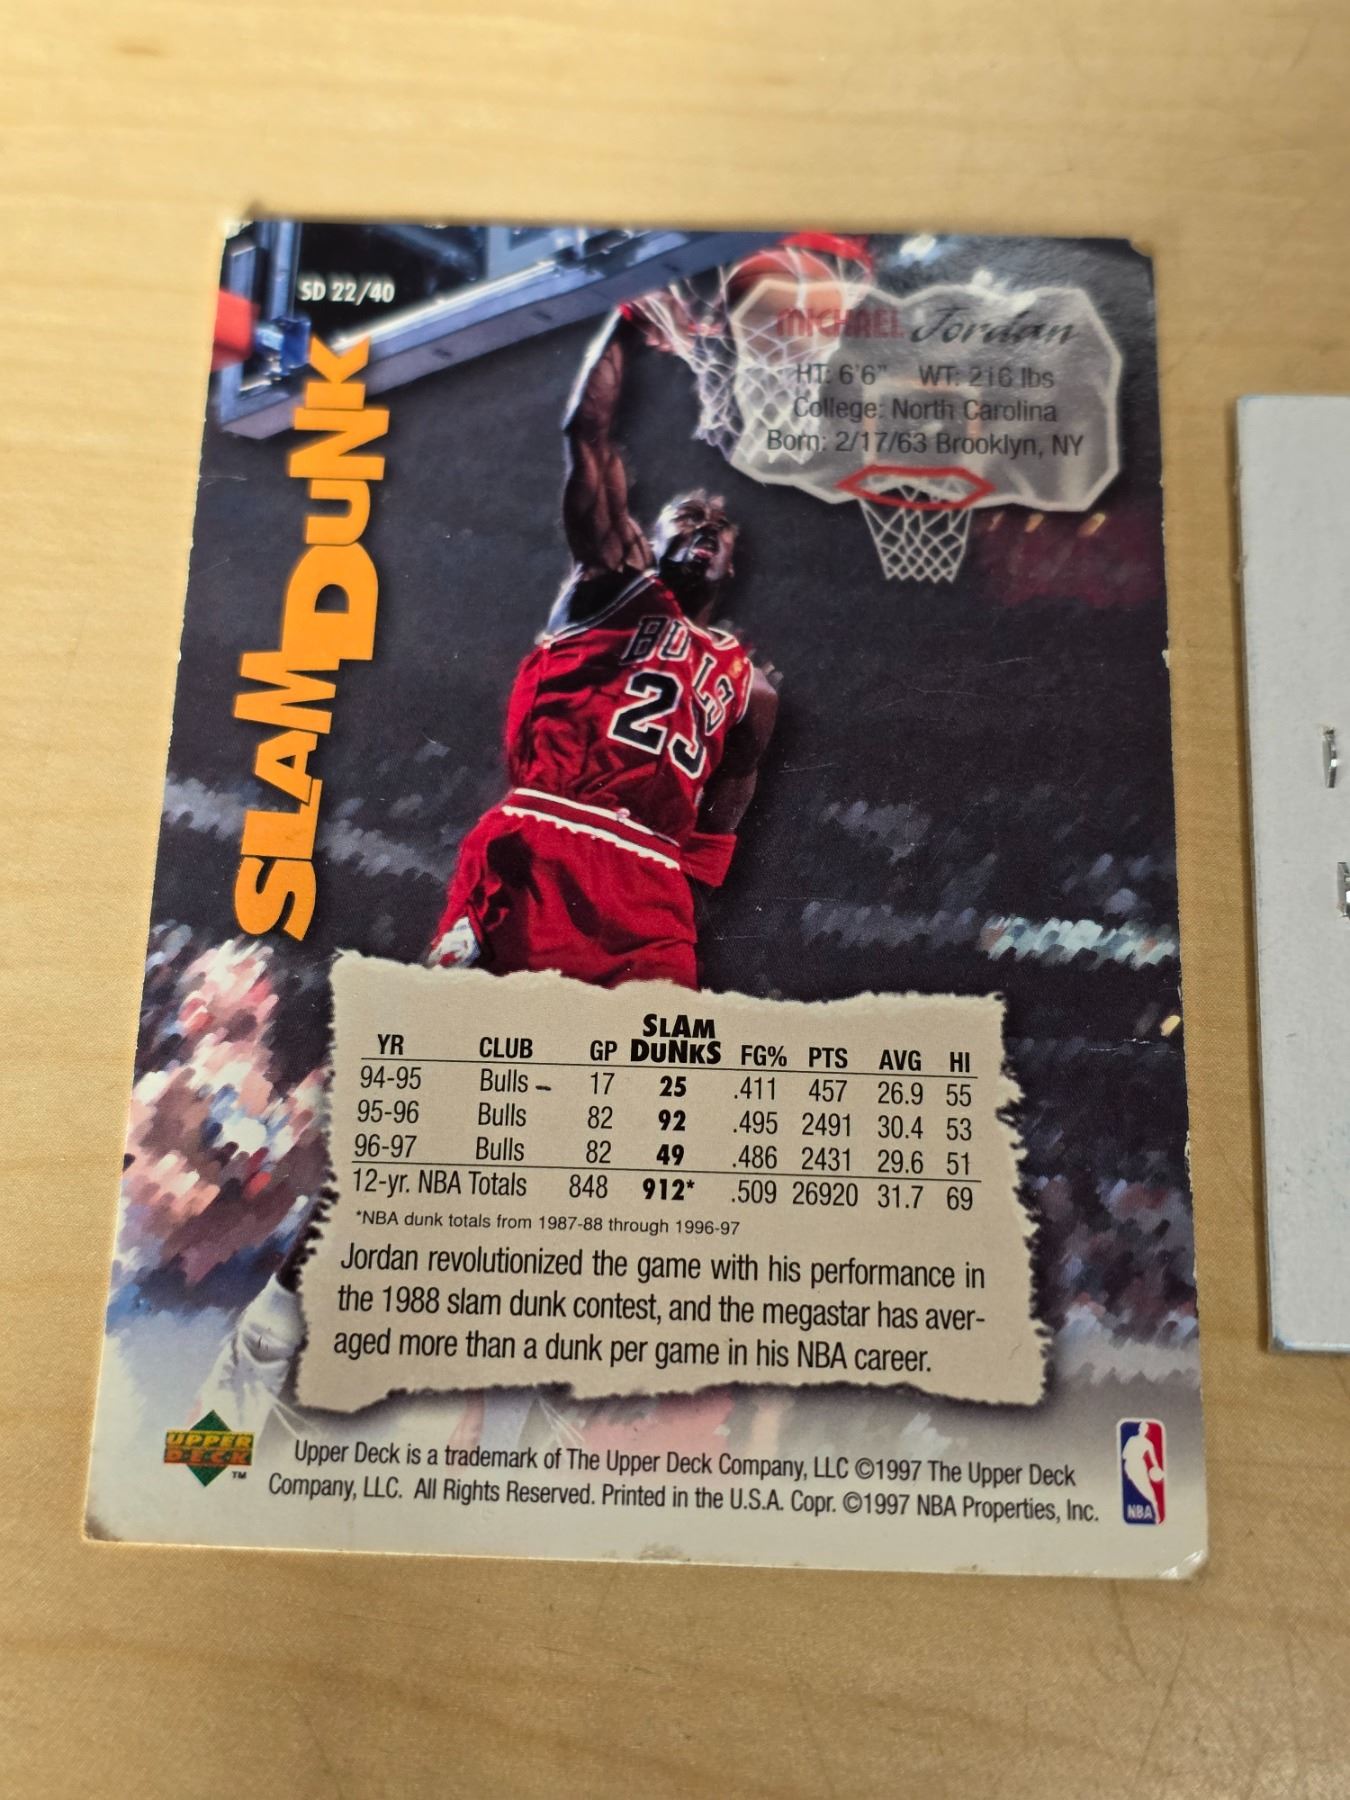 SD 22/40
SLAM DUNK
MICHAEL Jordan
HT: 6'6" WT: 216 lbs
College: North Carolina
Born: 2/17/63 Brooklyn, NY
BULLS
23
YR CLUB GP SLAM DUNKS FG% PTS AVG HI
94-95 Bulls 17 25 .411 457 26.9 55
95-96 Bulls 82 92 .495 2491 30.4 53
96-97 Bulls 82 49 .486 2431 29.6 51
12-yr. NBA Totals 848 912* .509 26920 31.7 69
*NBA dunk totals from 1987-88 through 1996-97
Jordan revolutionized the game with his performance in
the 1988 slam dunk contest, and the megastar has aver-
aged more than a dunk per game in his NBA career.
UPPER
DECK
TM
Upper Deck is a trademark of The Upper Deck Company, LLC ©1997 The Upper Deck
Company, LLC. All Rights Reserved. Printed in the U.S.A. Copr. ©1997 NBA Properties, Inc.
NBA